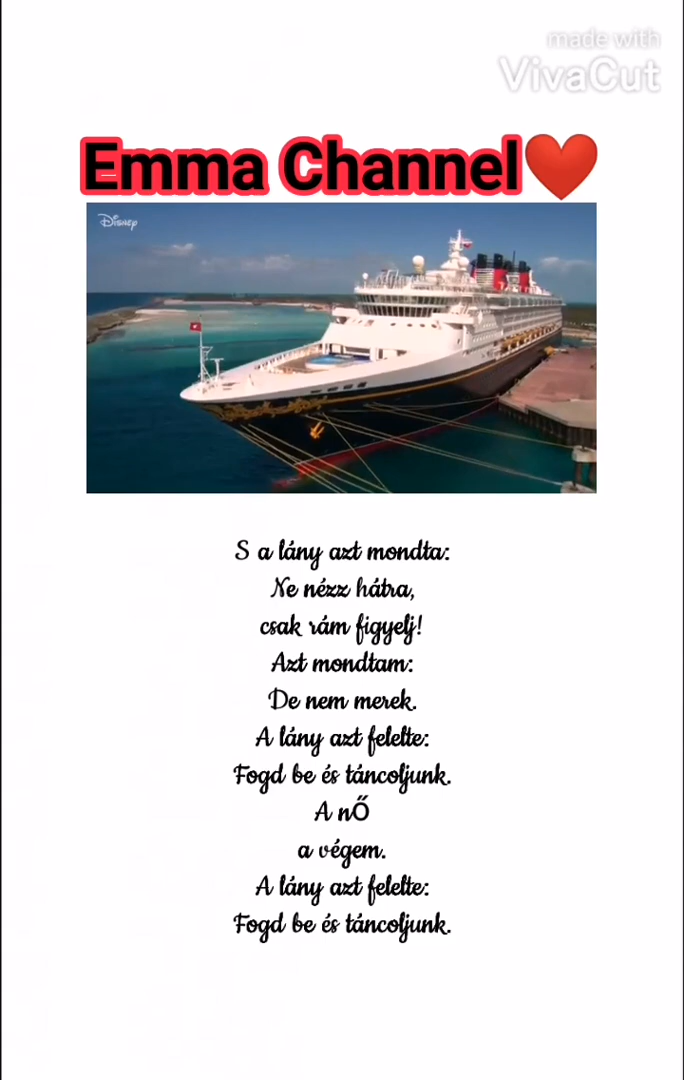 made with
VivaCut
Emma Channel❤️
Disney
S a lány azt mondta:
Ne nézz hátra,
csak rám figyelj!
Azt mondtam:
De nem merek.
A lány azt felelte:
Fogd be és táncoljunk.
A nŐ
a végem.
A lány azt felelte:
Fogd be és táncoljunk.